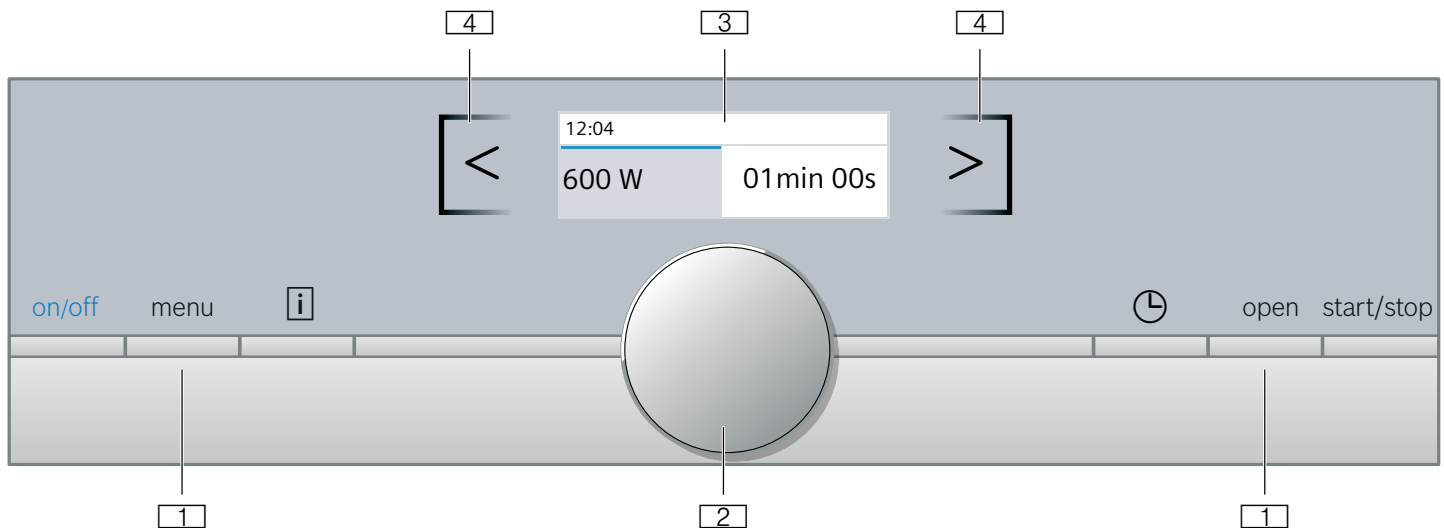 4 3 4
< 12:04 >
600 W 01min 00s
on/off menu i open start/stop
1 2 1